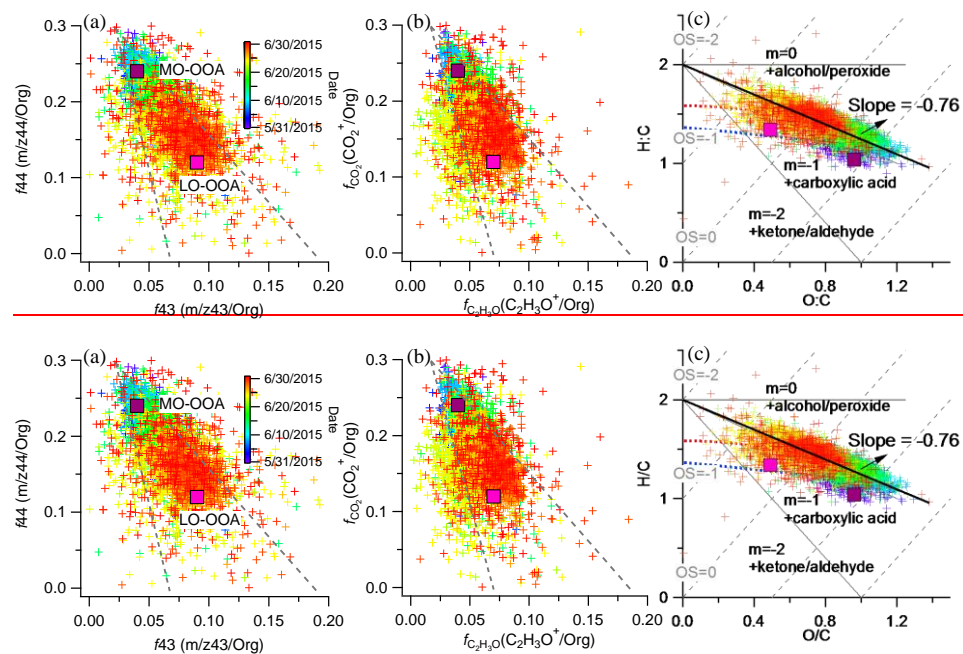 (a)
0.3
0.2
0.1
0.0
f44 (m/z44/Org)
MO-OOA
LO-OOA
6/30/2015
6/20/2015
6/10/2015
5/31/2015
Date
0.00 0.05 0.10 0.15 0.20
f43 (m/z43/Org)
(b)
0.3
0.2
0.1
0.0
fCO2(CO2+/Org)
0.00 0.05 0.10 0.15 0.20
fC2H3O(C2H3O+/Org)
(c)
OS=-2
m=0
+alcohol/peroxide
Slope = -0.76
OS=-1
m=-1
+carboxylic acid
m=-2
+ketone/aldehyde
OS=0
2
1
0
H:C
0.0 0.4 0.8 1.2
O:C
(a)
0.3
0.2
0.1
0.0
f44 (m/z44/Org)
MO-OOA
LO-OOA
6/30/2015
6/20/2015
6/10/2015
5/31/2015
Date
0.00 0.05 0.10 0.15 0.20
f43 (m/z43/Org)
(b)
0.3
0.2
0.1
0.0
fCO2(CO2+/Org)
0.00 0.05 0.10 0.15 0.20
fC2H3O(C2H3O+/Org)
(c)
OS=-2
m=0
+alcohol/peroxide
Slope = -0.76
OS=-1
m=-1
+carboxylic acid
m=-2
+ketone/aldehyde
OS=0
2
1
0
H/C
0.0 0.4 0.8 1.2
O/C